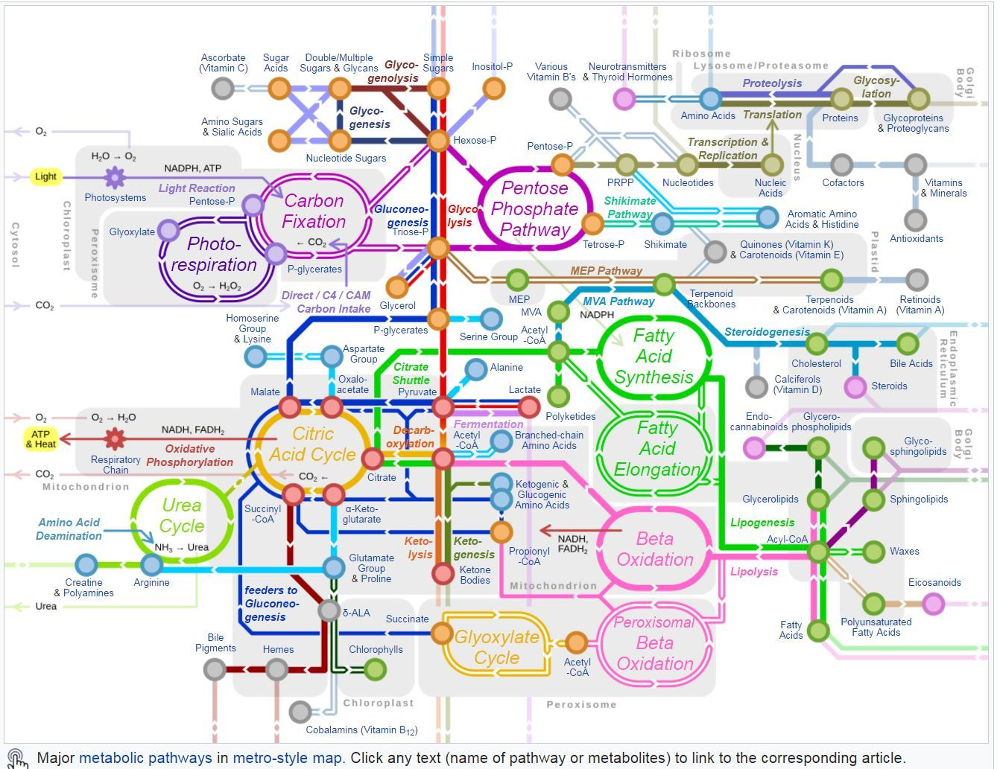 Ascorbate
(Vitamin C)
Sugar
Acids
Double/Multiple
Sugars & Glycans
Glyco-
genolysis
Simple
Sugars
Inositol-P
Various
Vitamin B's
Neurotransmitters
& Thyroid Hormones
Ribosome
Lysosome/Proteasome
Golgi
Body
Proteolysis
Glycosy-
lation
Amino Acids
Translation
Proteins
Glycoproteins
& Proteoglycans
Amino Sugars
& Sialic Acids
Glyco-
genesis
Nucleotide Sugars
Hexose-P
Pentose-P
PRPP
Nucleotides
Transcription &
Replication
Nucleic
Acids
Nucleus
Cofactors
Vitamins
& Minerals
Antioxidants
O2
H2O → O2
NADPH, ATP
Light
Light Reaction
Photosystems
Pentose-P
Carbon
Fixation
← CO2
Glyoxylate
Photo-
respiration
O2 → H2O2
P-glycerates
Cytosol
Chloroplast
Peroxisome
CO2
Direct / C4 / CAM
Carbon Intake
Gluconeo-
genesis
Glyco
lysis
Triose-P
Pentose
Phosphate
Pathway
Shikimate
Pathway
Tetrose-P
Shikimate
Aromatic Amino
Acids & Histidine
Quinones (Vitamin K)
& Carotenoids (Vitamin E)
Plastid
MEP Pathway
MEP
MVA Pathway
MVA
Terpenoid
Backbones
Terpenoids
& Carotenoids (Vitamin A)
Retinoids
(Vitamin A)
Glycerol
P-glycerates
Serine Group
Homoserine
Group
& Lysine
Aspartate
Group
Acetyl
-CoA
NADPH
Fatty
Acid
Synthesis
Steroidogenesis
Cholesterol
Bile Acids
Endoplasmic
Reticulum
Calciferols
(Vitamin D)
Steroids
Citrate
Shuttle
Alanine
Malate
Oxalo-
acetate
Pyruvate
Lactate
Polyketides
Fermentation
O2
O2 → H2O
ATP
& Heat
NADH, FADH2
Oxidative
Phosphorylation
Respiratory
Chain
CO2
Mitochondrion
Citric
Acid Cycle
CO2 ←
Decarb-
oxylation
Acetyl
-CoA
Branched-chain
Amino Acids
Citrate
Fatty
Acid
Elongation
Endo-
cannabinoids
Glycero-
phospholipids
Glyco-
sphingolipids
Golgi
Body
Glycerolipids
Sphingolipids
Urea
Cycle
NH3 → Urea
Amino Acid
Deamination
Succinyl
-CoA
α-Keto-
glutarate
Ketogenic &
Glucogenic
Amino Acids
Keto-
lysis
Keto-
genesis
Propionyl
-CoA
NADH,
FADH2
Beta
Oxidation
Lipogenesis
Acyl-CoA
Lipolysis
Waxes
Creatine
& Polyamines
Arginine
Glutamate
Group
& Proline
Ketone
Bodies
Mitochondrion
Eicosanoids
Urea
feeders to
Gluconeo-
genesis
δ-ALA
Succinate
Glyoxylate
Cycle
Acetyl
-CoA
Peroxisomal
Beta
Oxidation
Fatty
Acids
Polyunsaturated
Fatty Acids
Bile
Pigments
Hemes
Chlorophylls
Chloroplast
Peroxisome
Cobalamins (Vitamin B12)
Major metabolic pathways in metro-style map. Click any text (name of pathway or metabolites) to link to the corresponding article.